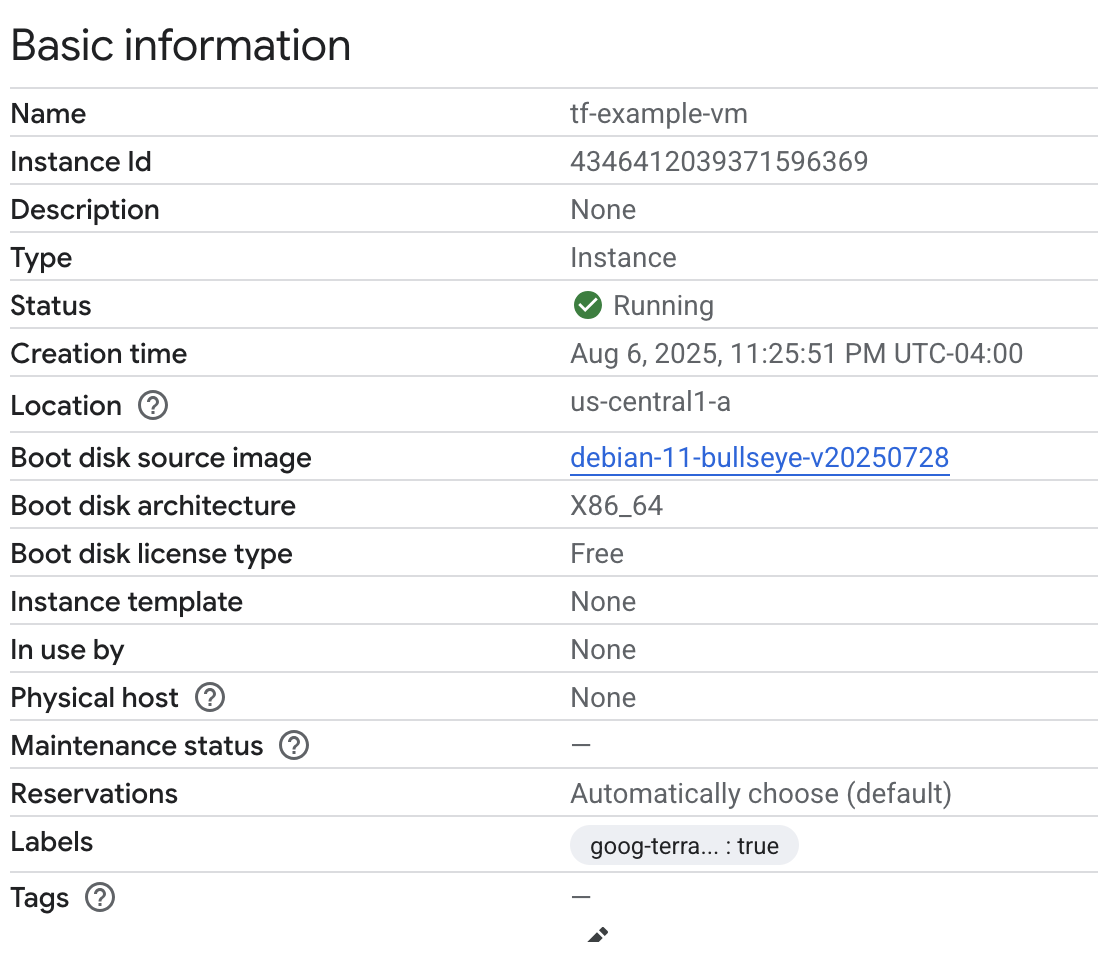 Basic information
Name tf-example-vm
Instance Id 4346412039371596369
Description None
Type Instance
Status Running
Creation time Aug 6, 2025, 11:25:51 PM UTC-04:00
Location us-central1-a
Boot disk source image debian-11-bullseye-v20250728
Boot disk architecture X86_64
Boot disk license type Free
Instance template None
In use by None
Physical host None
Maintenance status —
Reservations Automatically choose (default)
Labels goog-terra... : true
Tags —